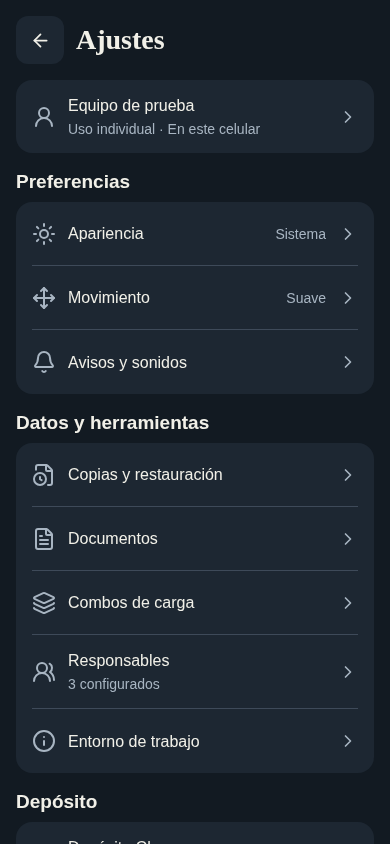 Ajustes
Equipo de prueba
Uso individual · En este celular
Preferencias
Apariencia Sistema
Movimiento Suave
Avisos y sonidos
Datos y herramientas
Copias y restauración
Documentos
Combos de carga
Responsables
3 configurados
Entorno de trabajo
Depósito